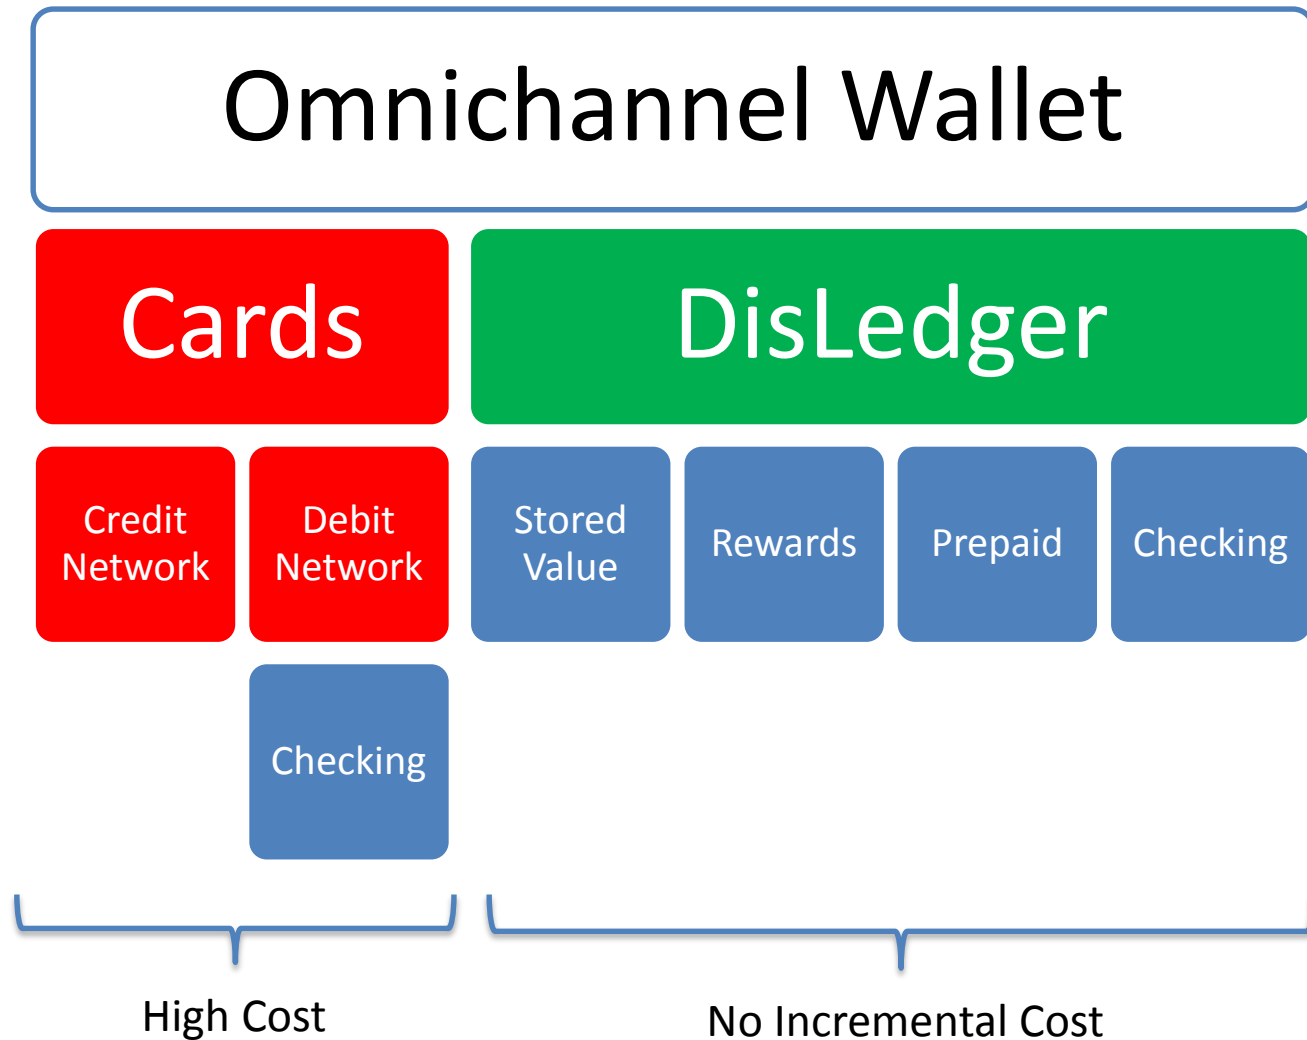 Omnichannel Wallet
Cards
DisLedger
Credit
Network
Debit
Network
Stored
Value
Rewards
Prepaid
Checking
Checking
High Cost
No Incremental Cost